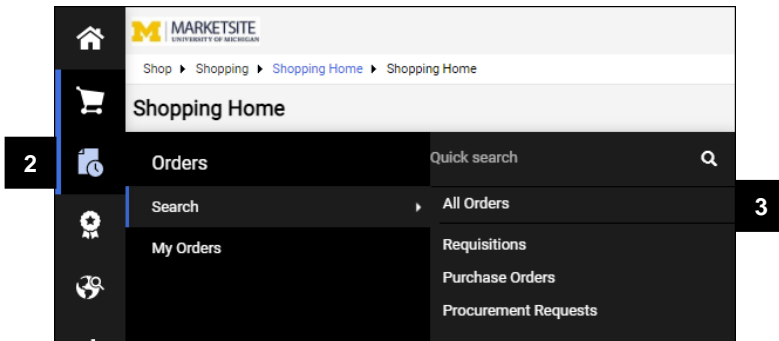 M MARKETSITE
UNIVERSITY OF MICHIGAN
Shop Shopping Shopping Home Shopping Home
Shopping Home
2
Orders
Quick search
Search
All Orders
3
My Orders
Requisitions
Purchase Orders
Procurement Requests